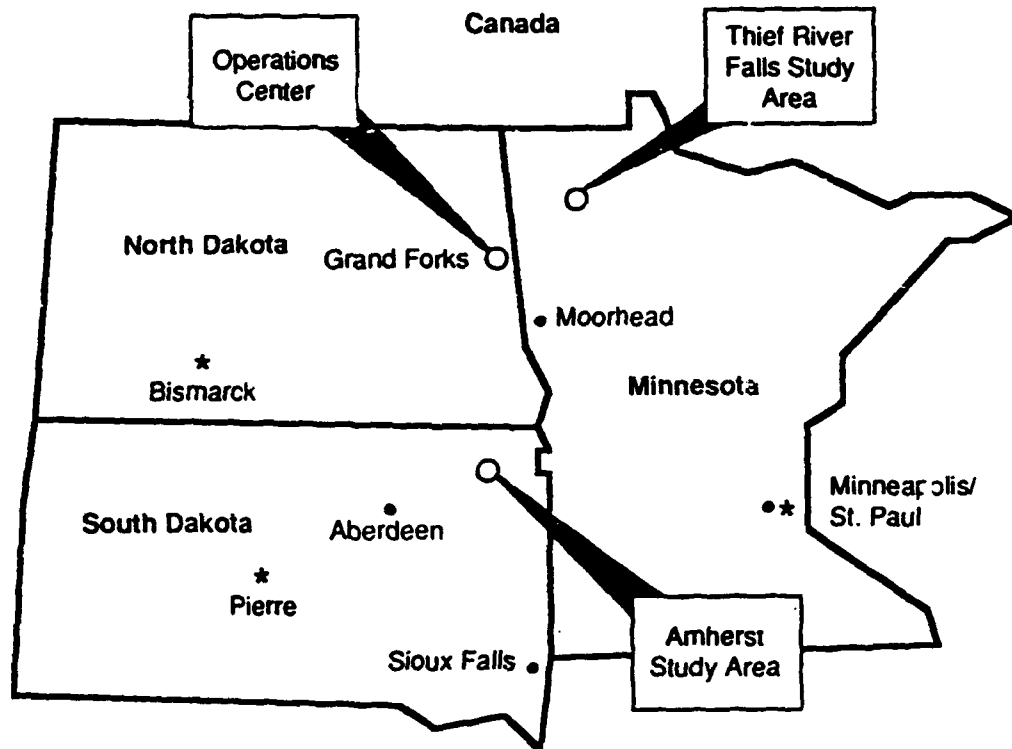 Canada
Operations
Center
Thief River
Falls Study
Area
North Dakota
Grand Forks
Moorhead
*
Bismarck
Minnesota
South Dakota
Aberdeen
*
Pierre
Minneapolis/
*
St. Paul
Sioux Falls
Amherst
Study Area